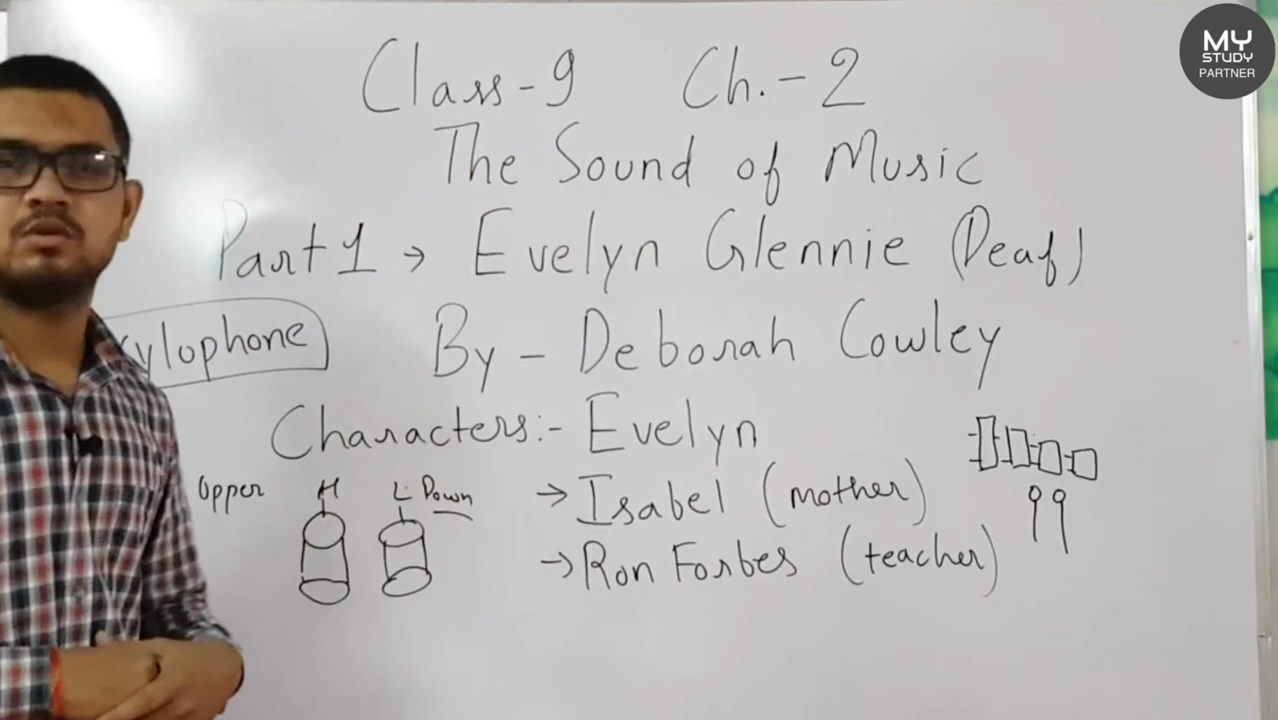 MY
STUDY
PARTNER
Class-9 Ch.-2
The Sound of Music
Part 1 → Evelyn Glennie (Deaf)
ylophone
By - Deborah Cowley
Characters:- Evelyn
Upper H L Down
→ Isabel (mother)
→ Ron Forbes (teacher)